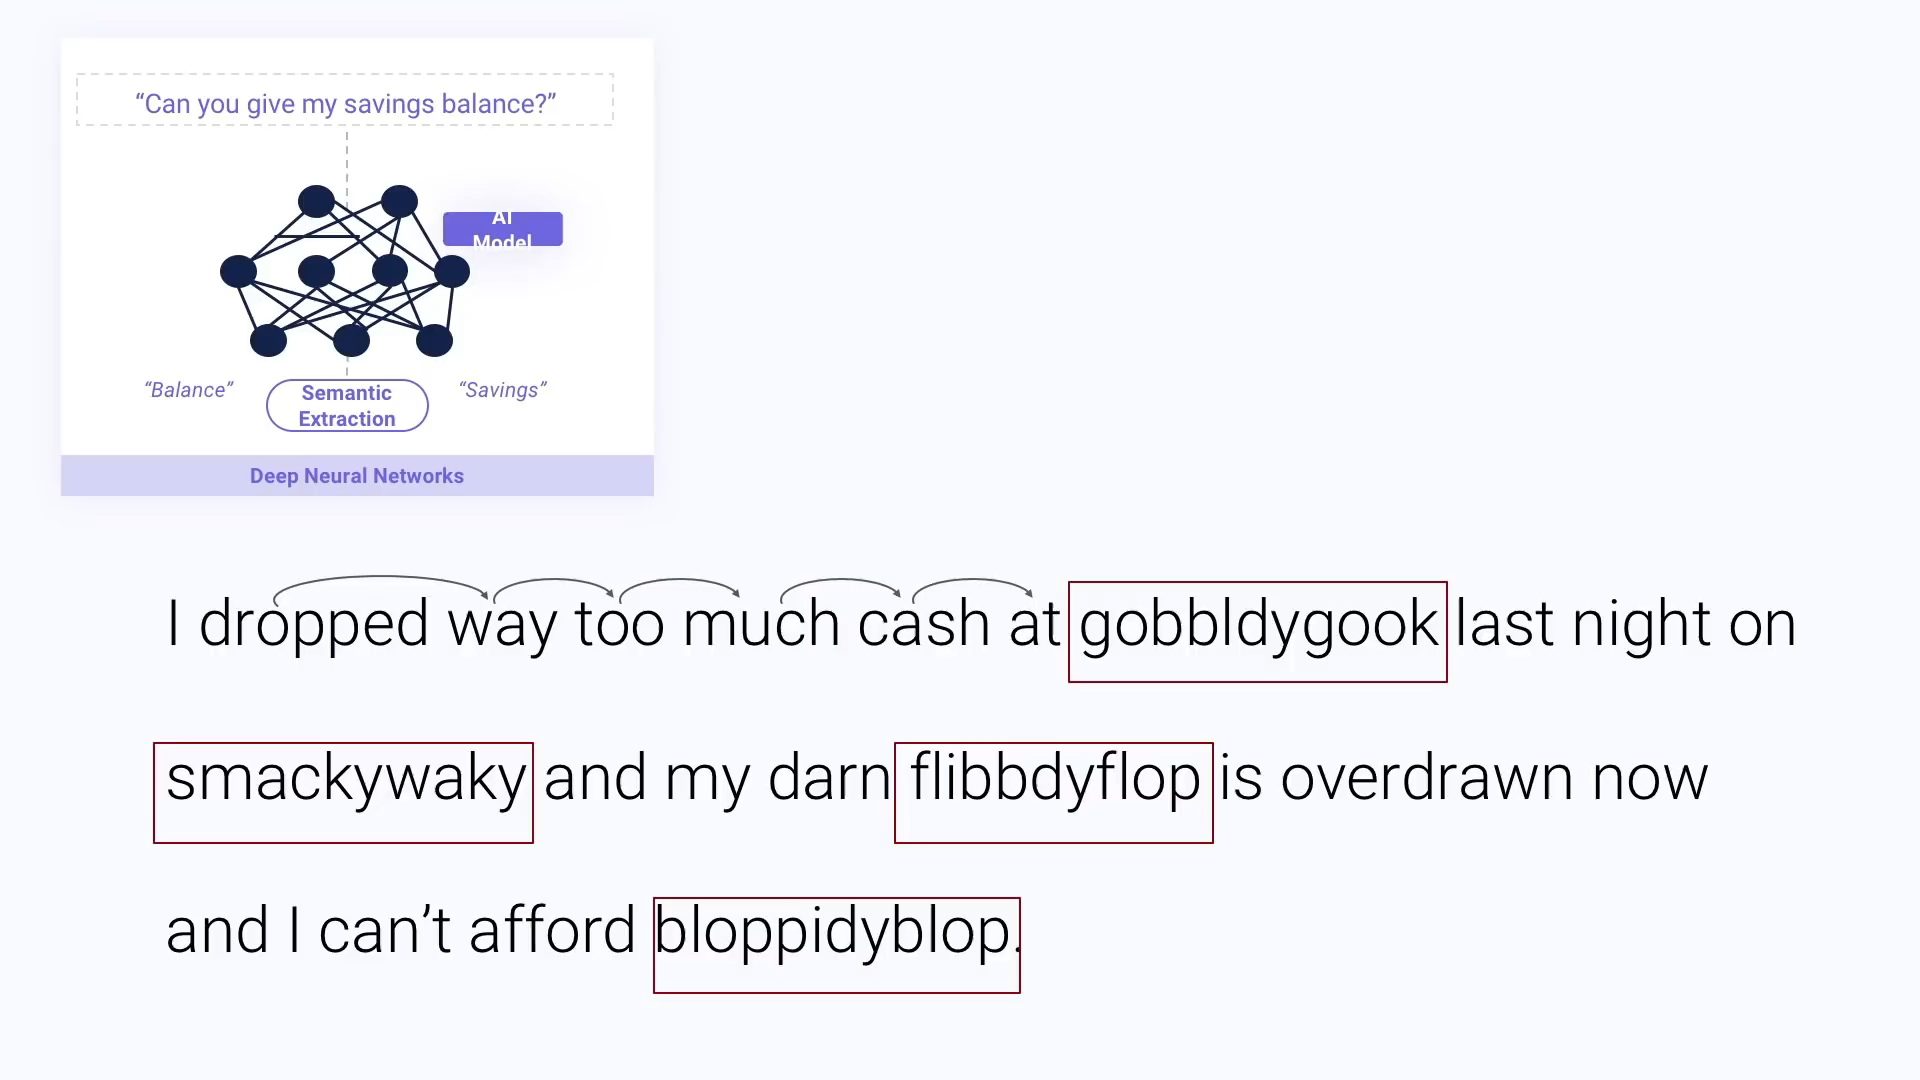 “Can you give my savings balance?”
AI
Model
“Balance”
Semantic
Extraction
“Savings”
Deep Neural Networks
I dropped way too much cash at gobbldygook last night on
smackywaky and my darn flibbdyflop is overdrawn now
and I can’t afford bloppidyblop.